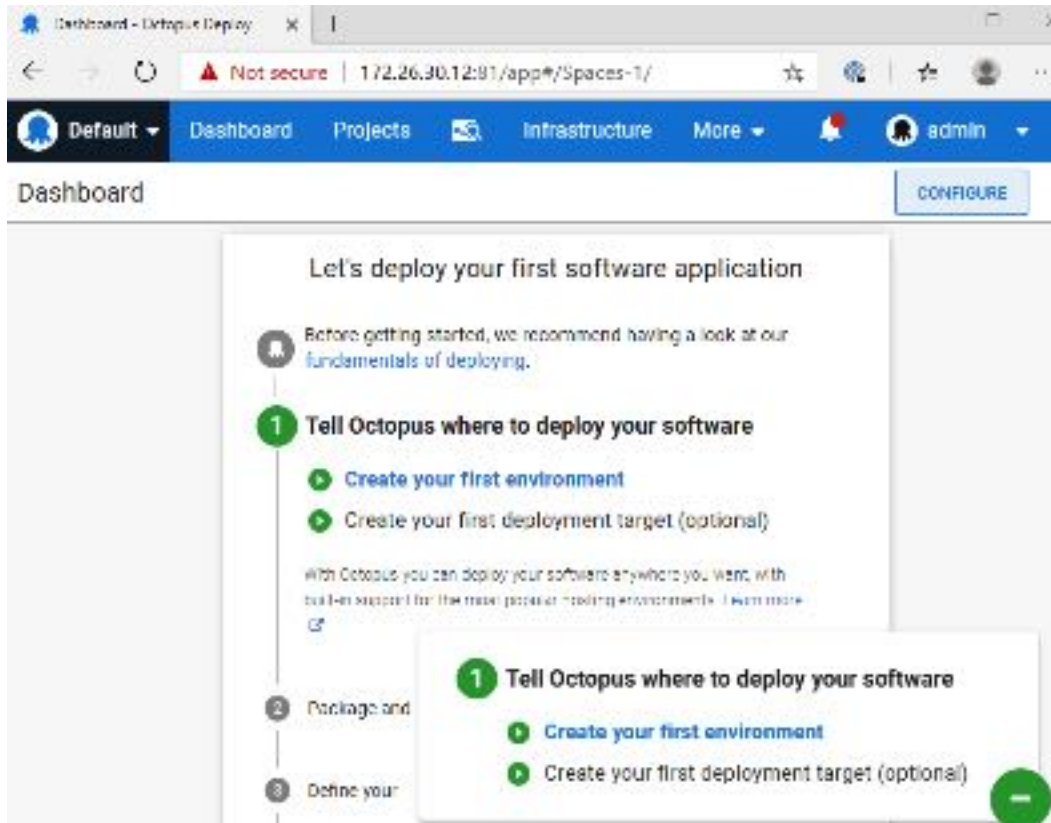 Dashboard - Octopus Deploy
Not secure | 172.26.30.12:81/app#/Spaces-1/
Default Dashboard Projects Infrastructure More admin
Dashboard
CONFIGURE
Let's deploy your first software application
Before getting started, we recommend having a look at our
fundamentals of deploying.
1 Tell Octopus where to deploy your software
Create your first environment
Create your first deployment target (optional)
With Octopus you can deploy your software anywhere you want, with
built-in support for the most popular hosting environments. Learn more
2 Package and
3 Define your
1 Tell Octopus where to deploy your software
Create your first environment
Create your first deployment target (optional)